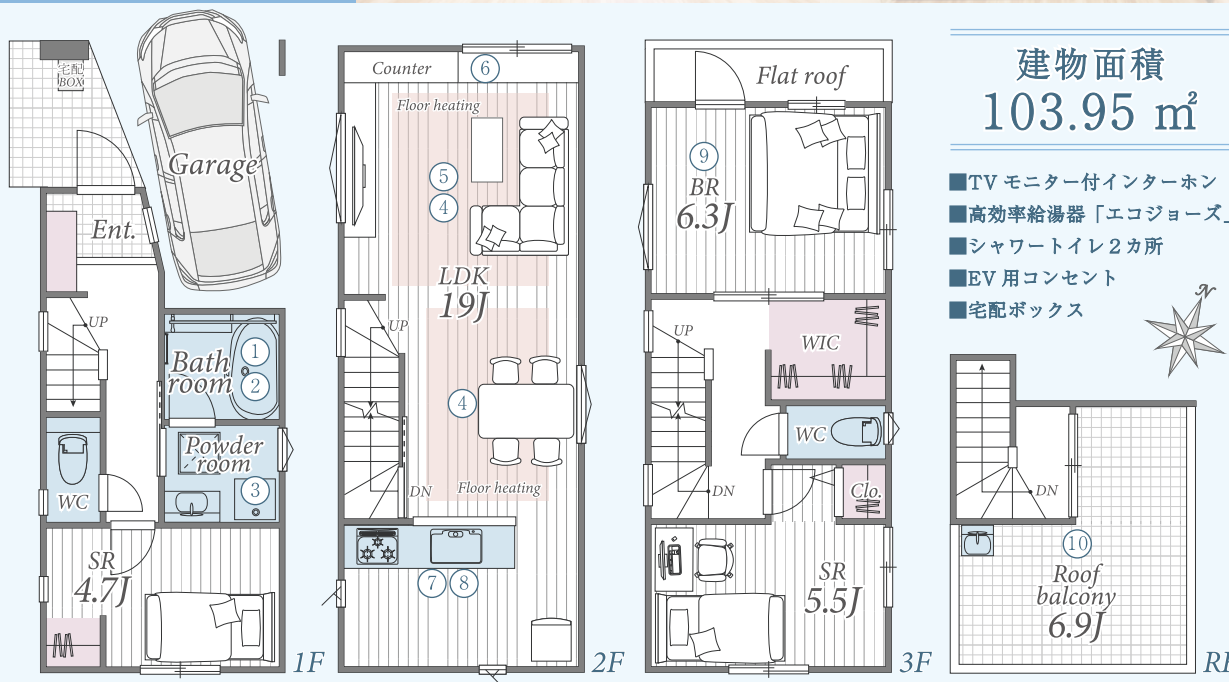 宅配
BOX
Garage
Ent.
UP
Bath
room
①
②
Powder
room
③
WC
SR
4.7J
1F
Counter
⑥
Floor heating
⑤
④
LDK
19J
UP
④
DN
Floor heating
⑦ ⑧
2F
Flat roof
⑨
BR
6.3J
UP
WIC
WC
DN
Clo.
SR
5.5J
3F
建物面積
103.95 ㎡
■TV モニター付インターホン
■高効率給湯器「エコジョーズ」
■シャワートイレ２カ所
■EV 用コンセント
■宅配ボックス
N
DN
⑩
Roof
balcony
6.9J